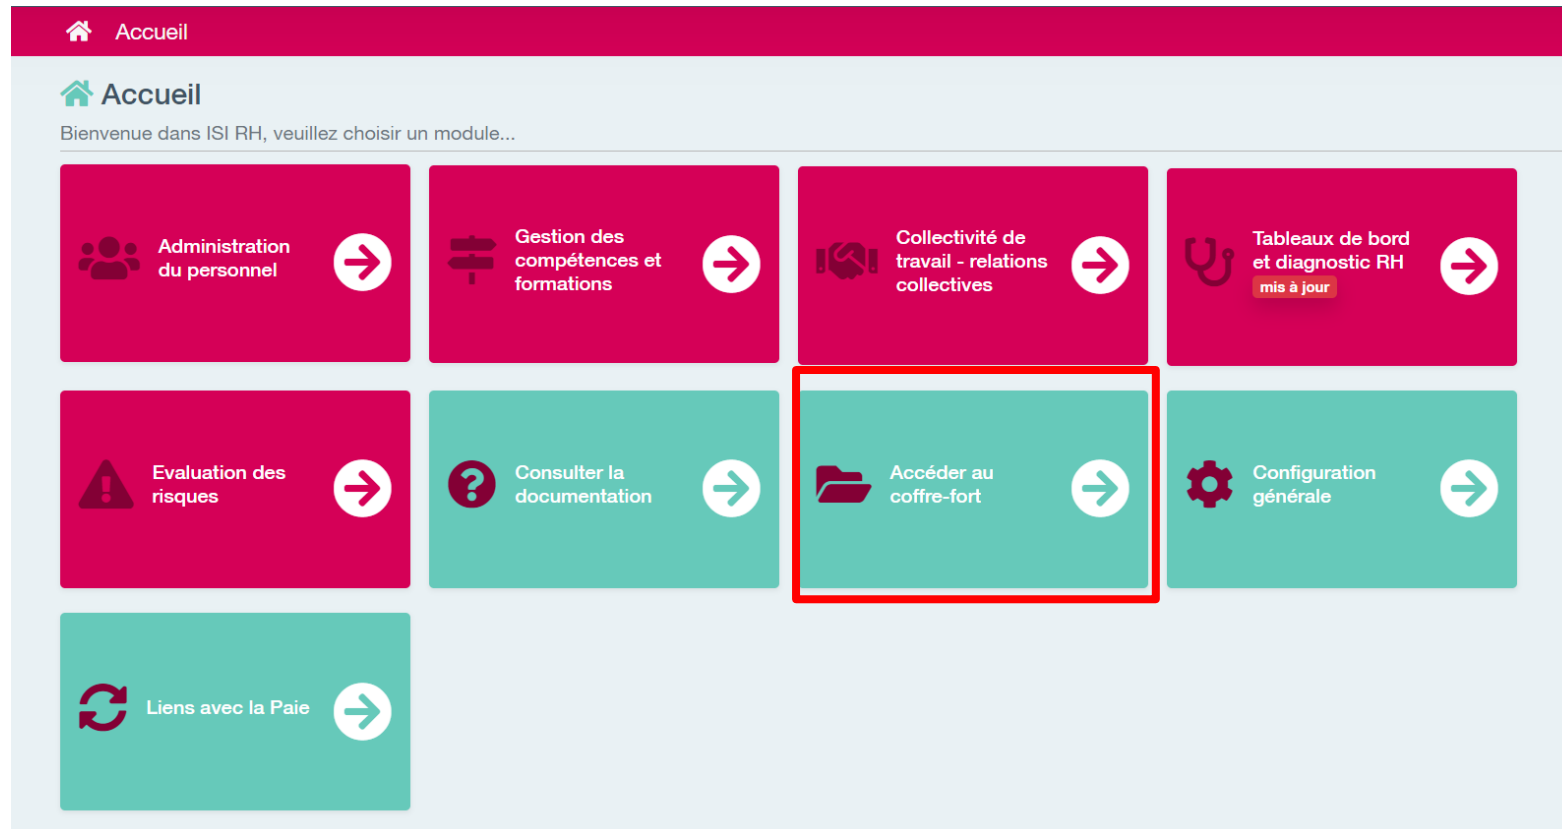 Accueil
Accueil
Bienvenue dans ISI RH, veuillez choisir un module...
Administration
du personnel
Gestion des
compétences et
formations
Collectivité de
travail - relations
collectives
Tableaux de bord
et diagnostic RH
mis à jour
Evaluation des
risques
Consulter la
documentation
Accéder au
coffre-fort
Configuration
générale
Liens avec la Paie